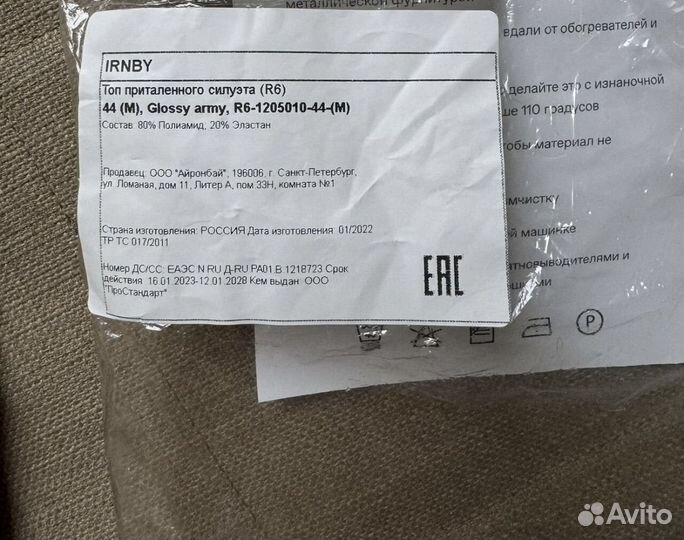 IRNBY
Топ приталенного силуэта (R6)
44 (M), Glossy army, R6-1205010-44-(M)
Состав: 80% Полиамид; 20% Эластан
Продавец: ООО "Айронбай", 196006, г. Санкт-Петербург,
ул. Ломаная, дом 11, Литер А, пом 33Н, комната №1
Страна изготовления: РОССИЯ Дата изготовления: 01/2022
ТР ТС 017/2011
Номер ДС/СС: ЕАЭС N RU Д-RU РА01.В.1218723 Срок
действия: 16.01.2023-12.01.2028 Кем выдан: ООО
"ПроСтандарт"
EAC
металлической фурнитурой
вдали от обогревателей и
делайте это с изнаночной
ше 110 градусов
тобы материал не
имчистку
й машинке
ятновыводителями и
P
Avito